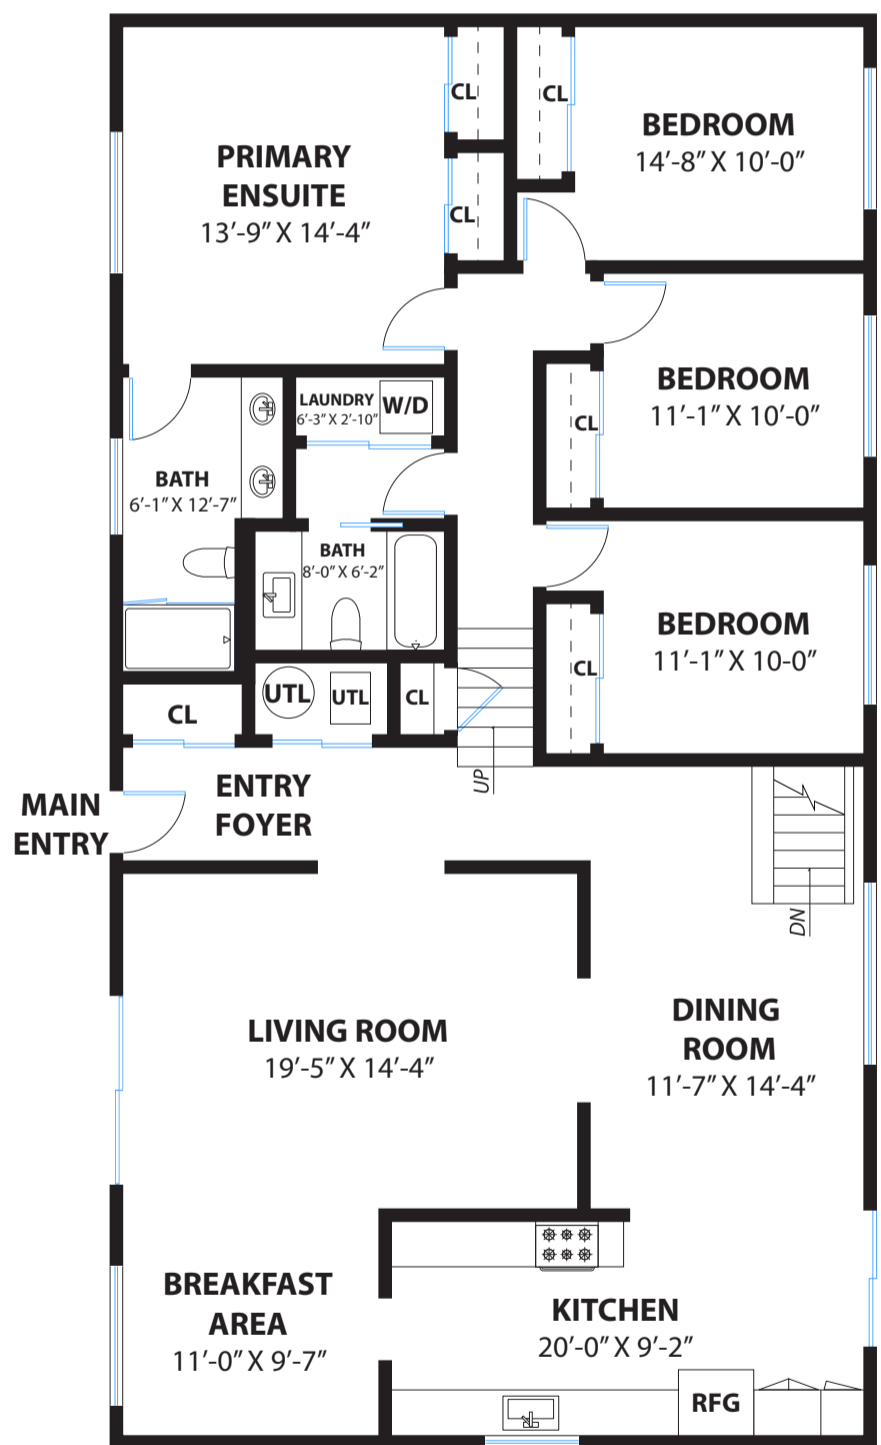 CL
CL
BEDROOM
14'-8" X 10'-0"
PRIMARY
ENSUITE
13'-9" X 14'-4"
CL
BEDROOM
11'-1" X 10'-0"
LAUNDRY
6'-3" X 2'-10"
W/D
CL
BATH
6'-1" X 12'-7"
BATH
8'-0" X 6'-2"
BEDROOM
11'-1" X 10-0"
CL
UTL
UTL
CL
CL
UP
MAIN
ENTRY
ENTRY
FOYER
DN
LIVING ROOM
19'-5" X 14'-4"
DINING
ROOM
11'-7" X 14'-4"
BREAKFAST
AREA
11'-0" X 9'-7"
KITCHEN
20'-0" X 9'-2"
RFG